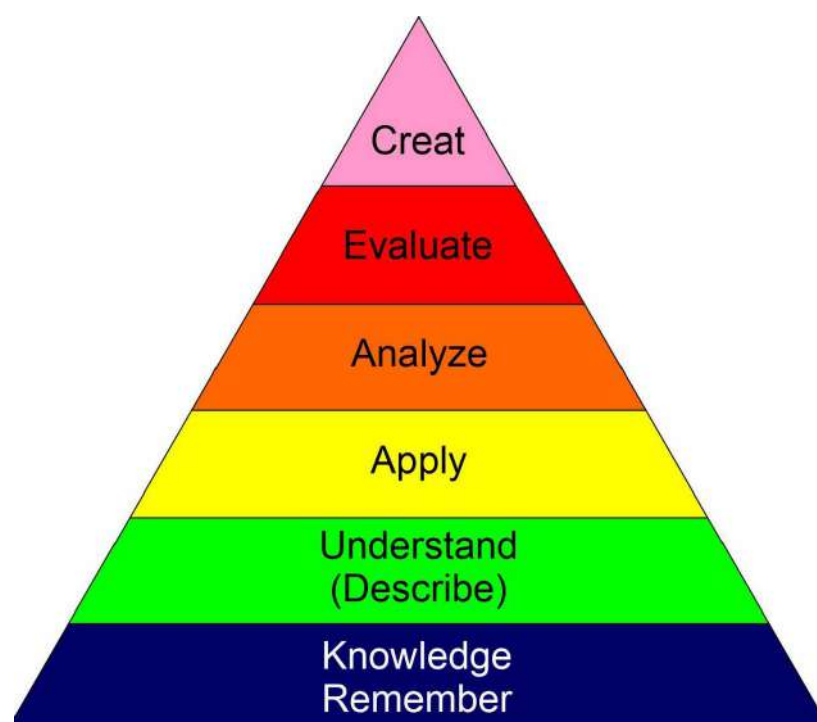 Creat
Evaluate
Analyze
Apply
Understand
(Describe)
Knowledge
Remember